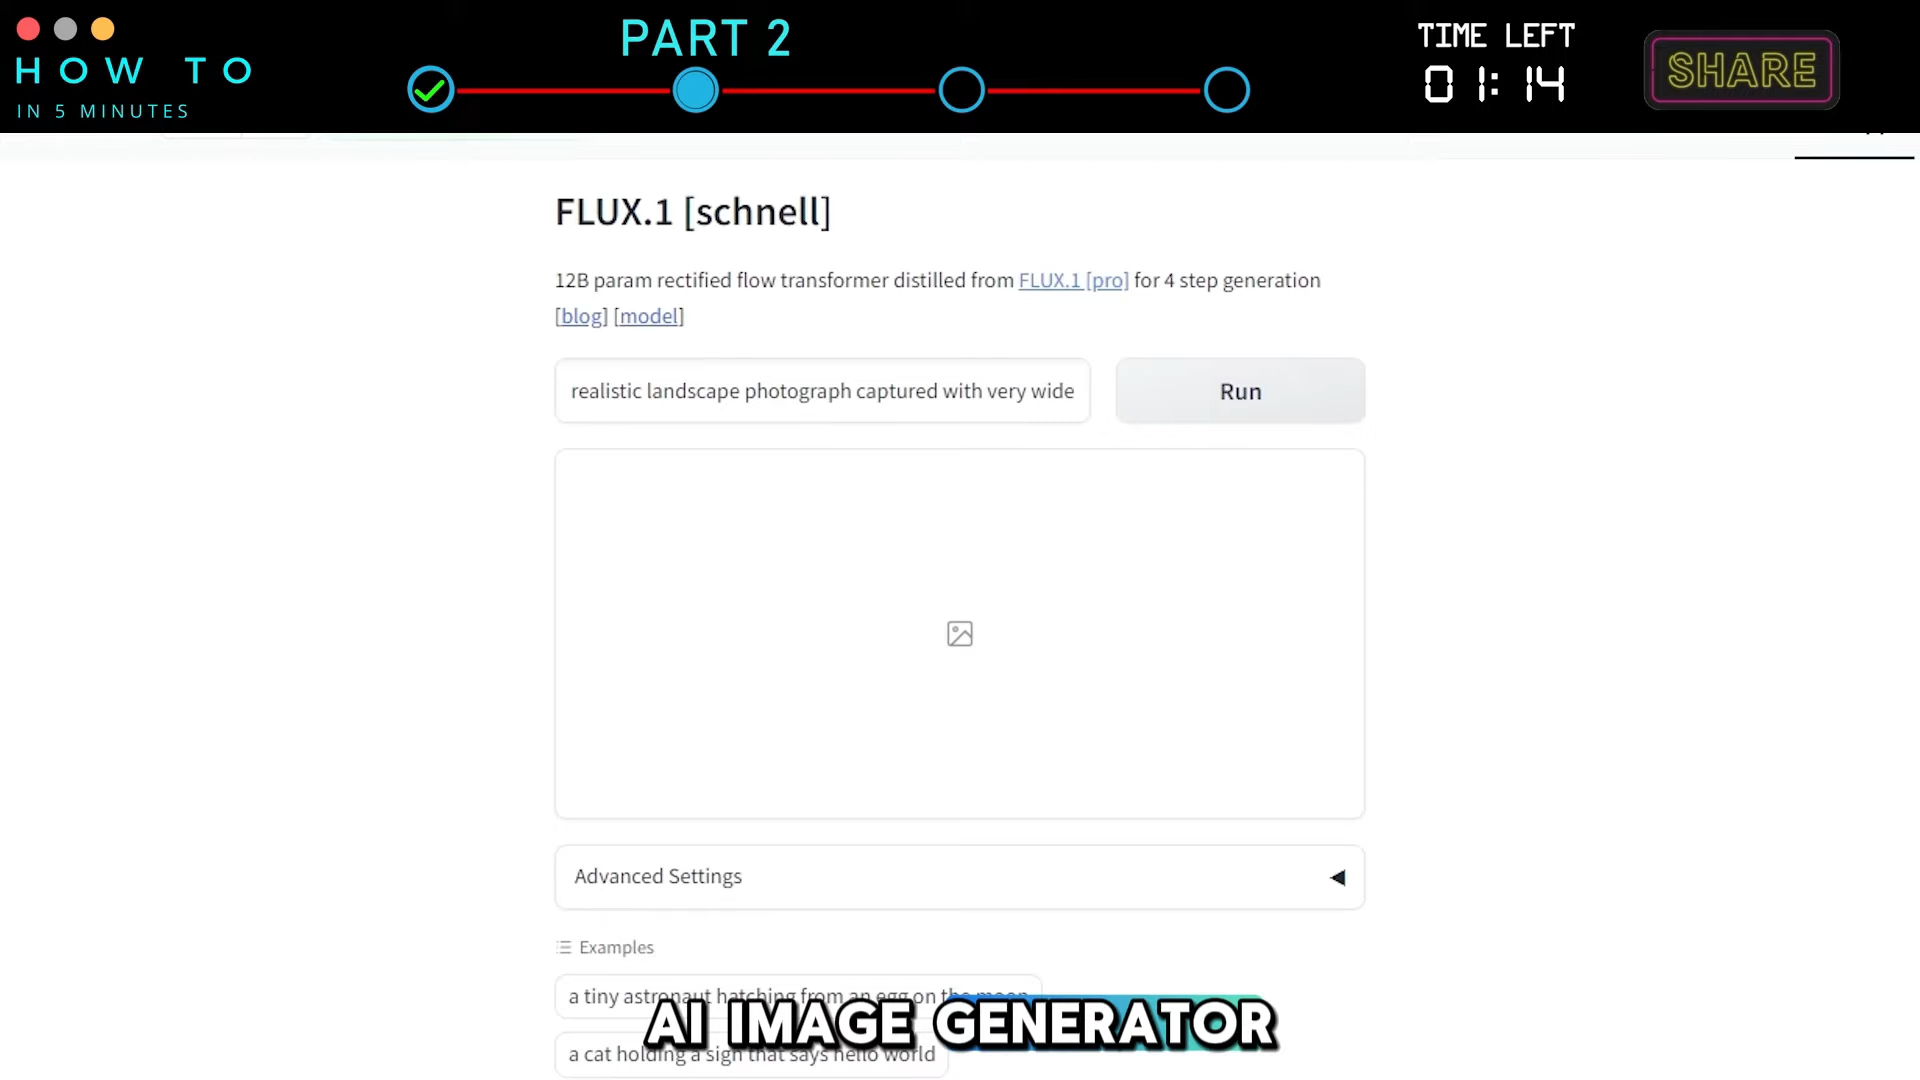 HOW TO
IN 5 MINUTES
PART 2
TIME LEFT
01:14
SHARE
FLUX.1 [schnell]
12B param rectified flow transformer distilled from FLUX.1 [pro] for 4 step generation
[blog] [model]
realistic landscape photograph captured with very wide
Run
Advanced Settings
Examples
a tiny astronaut hatching from an egg on the moon
AI IMAGE GENERATOR
a cat holding a sign that says hello world